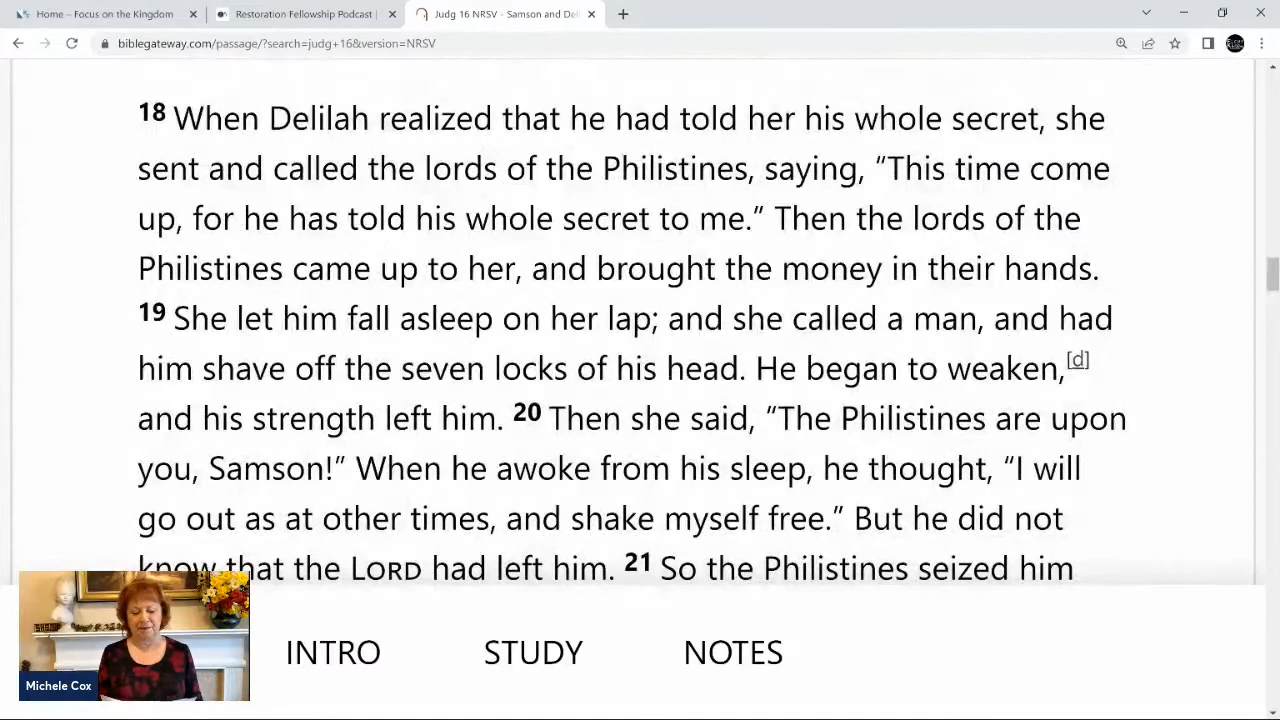 Home – Focus on the Kingdom
Restoration Fellowship Podcast |
Judg 16 NRSV - Samson and Del
biblegateway.com/passage/?search=judg+16&version=NRSV
18 When Delilah realized that he had told her his whole secret, she
sent and called the lords of the Philistines, saying, “This time come
up, for he has told his whole secret to me.” Then the lords of the
Philistines came up to her, and brought the money in their hands.
19 She let him fall asleep on her lap; and she called a man, and had
him shave off the seven locks of his head. He began to weaken,[d]
and his strength left him. 20 Then she said, “The Philistines are upon
you, Samson!” When he awoke from his sleep, he thought, “I will
go out as at other times, and shake myself free.” But he did not
know that the LORD had left him. 21 So the Philistines seized him
INTRO STUDY NOTES
Michele Cox